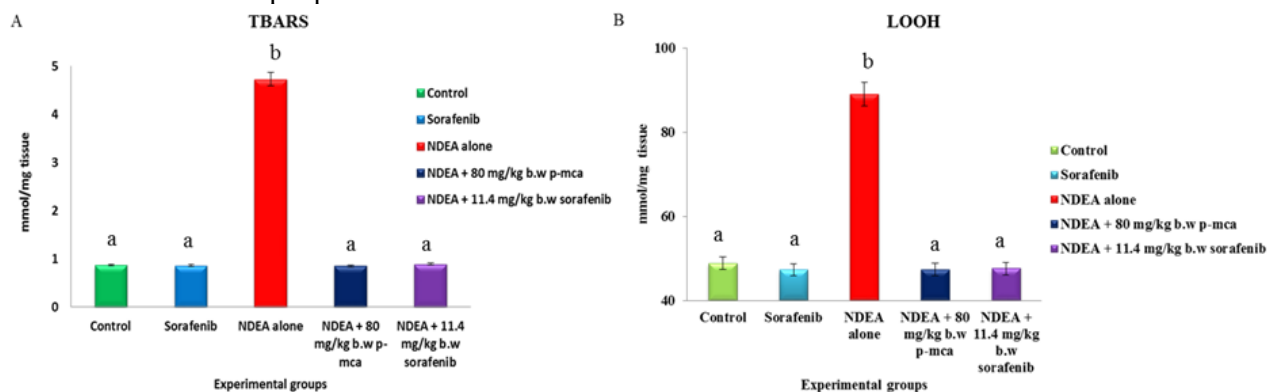 A
TBARS
b
5
4
3
2
1
0
mmol/mg tissue
a
a
a
a
Control
Sorafenib
NDEA alone
NDEA + 80 mg/kg b.w p-mca
NDEA + 11.4 mg/kg b.w sorafenib
Control
Sorafenib
NDEA alone
NDEA + 80
mg/kg b.w p-
mca
NDEA + 11.4
mg/kg b.w
sorafenib
Experimental groups
B
LOOH
b
100
80
60
40
mmol/mg tissue
a
a
a
a
Control
Sorafenib
NDEA alone
NDEA + 80 mg/kg b.w p-mca
NDEA + 11.4 mg/kg b.w sorafenib
Control
Sorafenib
NDEA
alone
NDEA + 80
mg/kg b.w
p-mca
NDEA +
11.4 mg/kg
b.w
sorafenib
Experimental groups